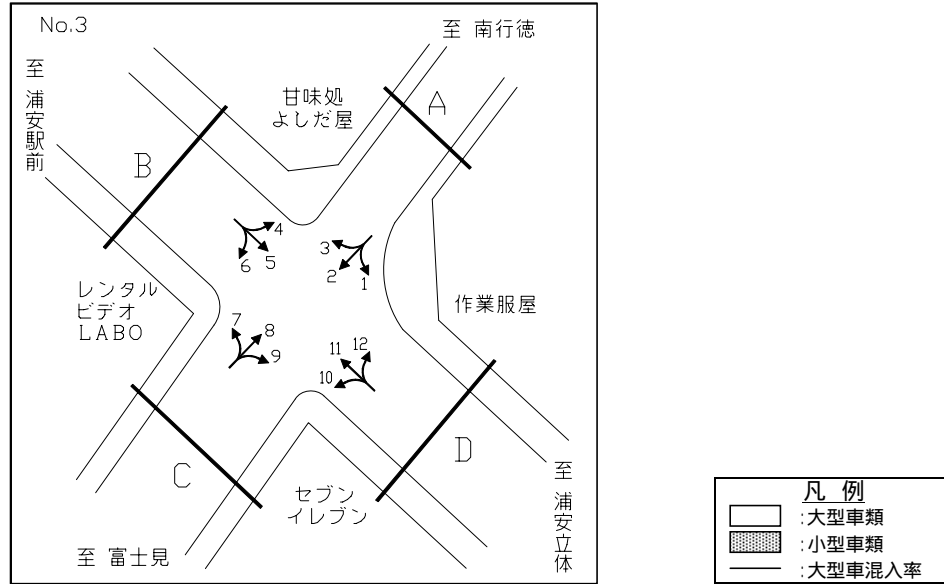 No.3
至 南行徳
至 浦安駅前
甘味処
よしだ屋
A
B
4
5
6
3
2
1
レンタル
ビデオ
LABO
作業服屋
7
8
9
11
12
10
C
D
セブン
イレブン
至 富士見
至 浦安立体
凡 例
:大型車類
:小型車類
:大型車混入率